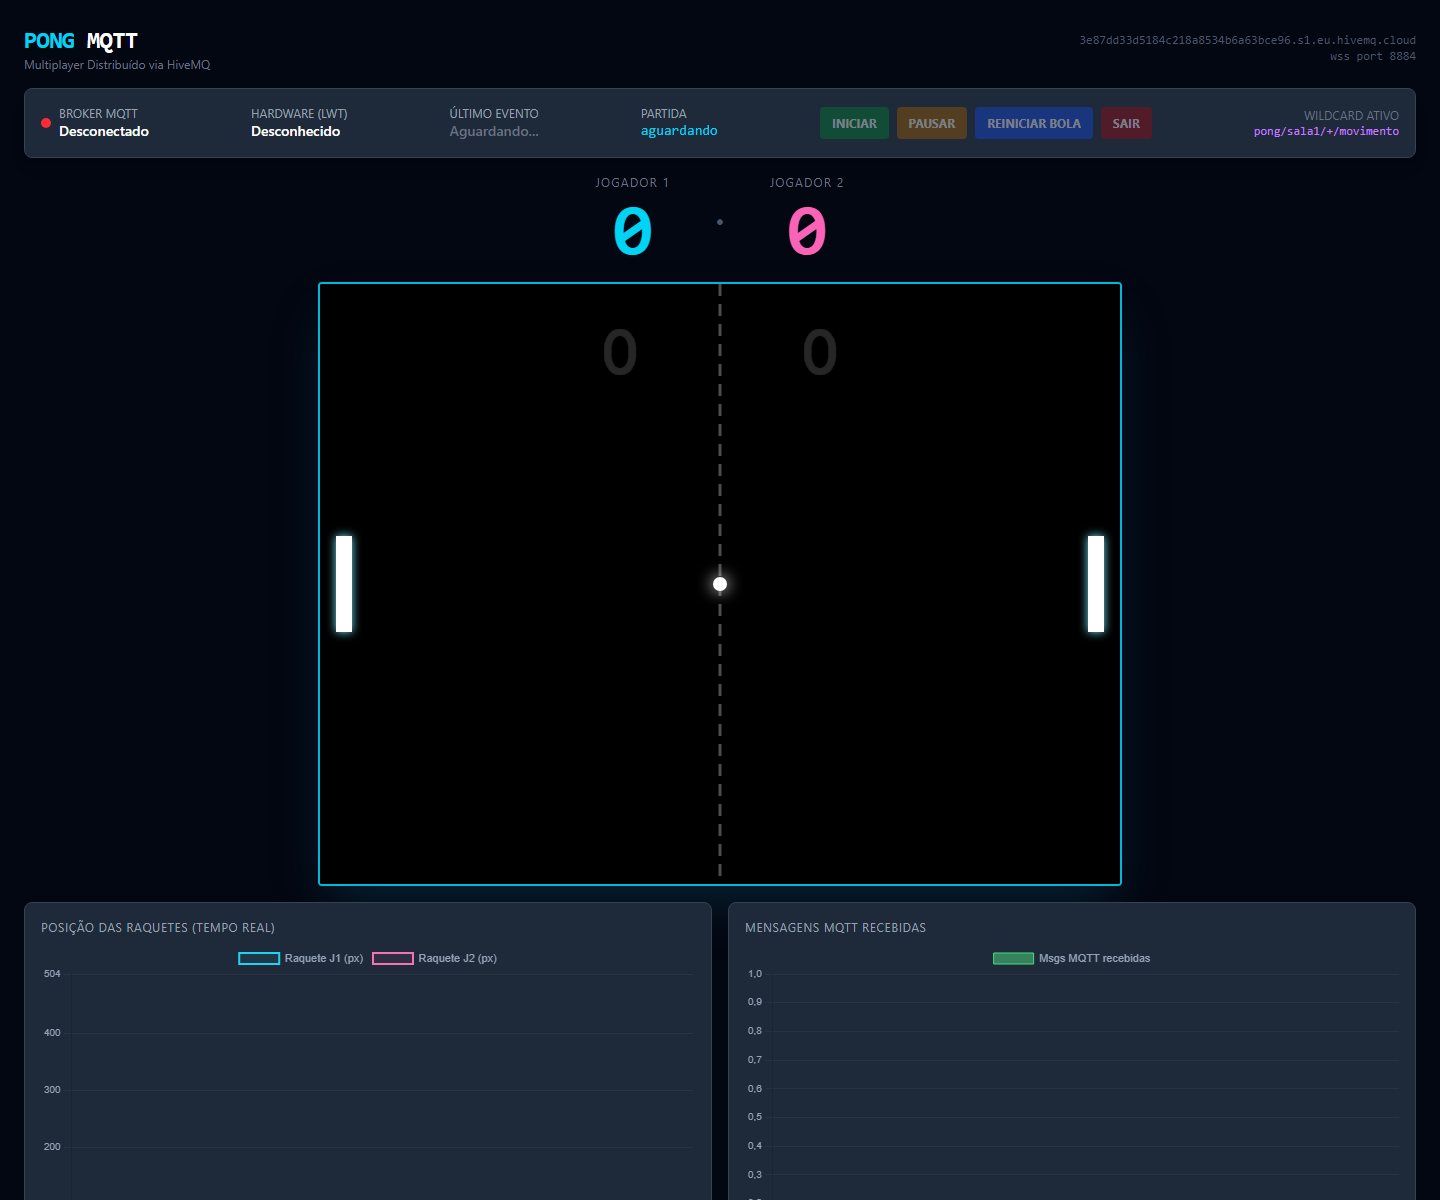 PONG MQTT
Multiplayer Distribuído via HiveMQ
3e87dd33d5184c218a8534b6a63bce96.s1.eu.hivemq.cloud
wss port 8884
BROKER MQTT
Desconectado
HARDWARE (LWT)
Desconhecido
ÚLTIMO EVENTO
Aguardando...
PARTIDA
aguardando
INICIAR
PAUSAR
REINICIAR BOLA
SAIR
WILDCARD ATIVO
pong/sala1/+/movimento
JOGADOR 1
0
JOGADOR 2
0
0 0
POSIÇÃO DAS RAQUETES (TEMPO REAL)
Raquete J1 (px) Raquete J2 (px)
504
400
300
200
MENSAGENS MQTT RECEBIDAS
Msgs MQTT recebidas
1,0
0,9
0,8
0,7
0,6
0,5
0,4
0,3